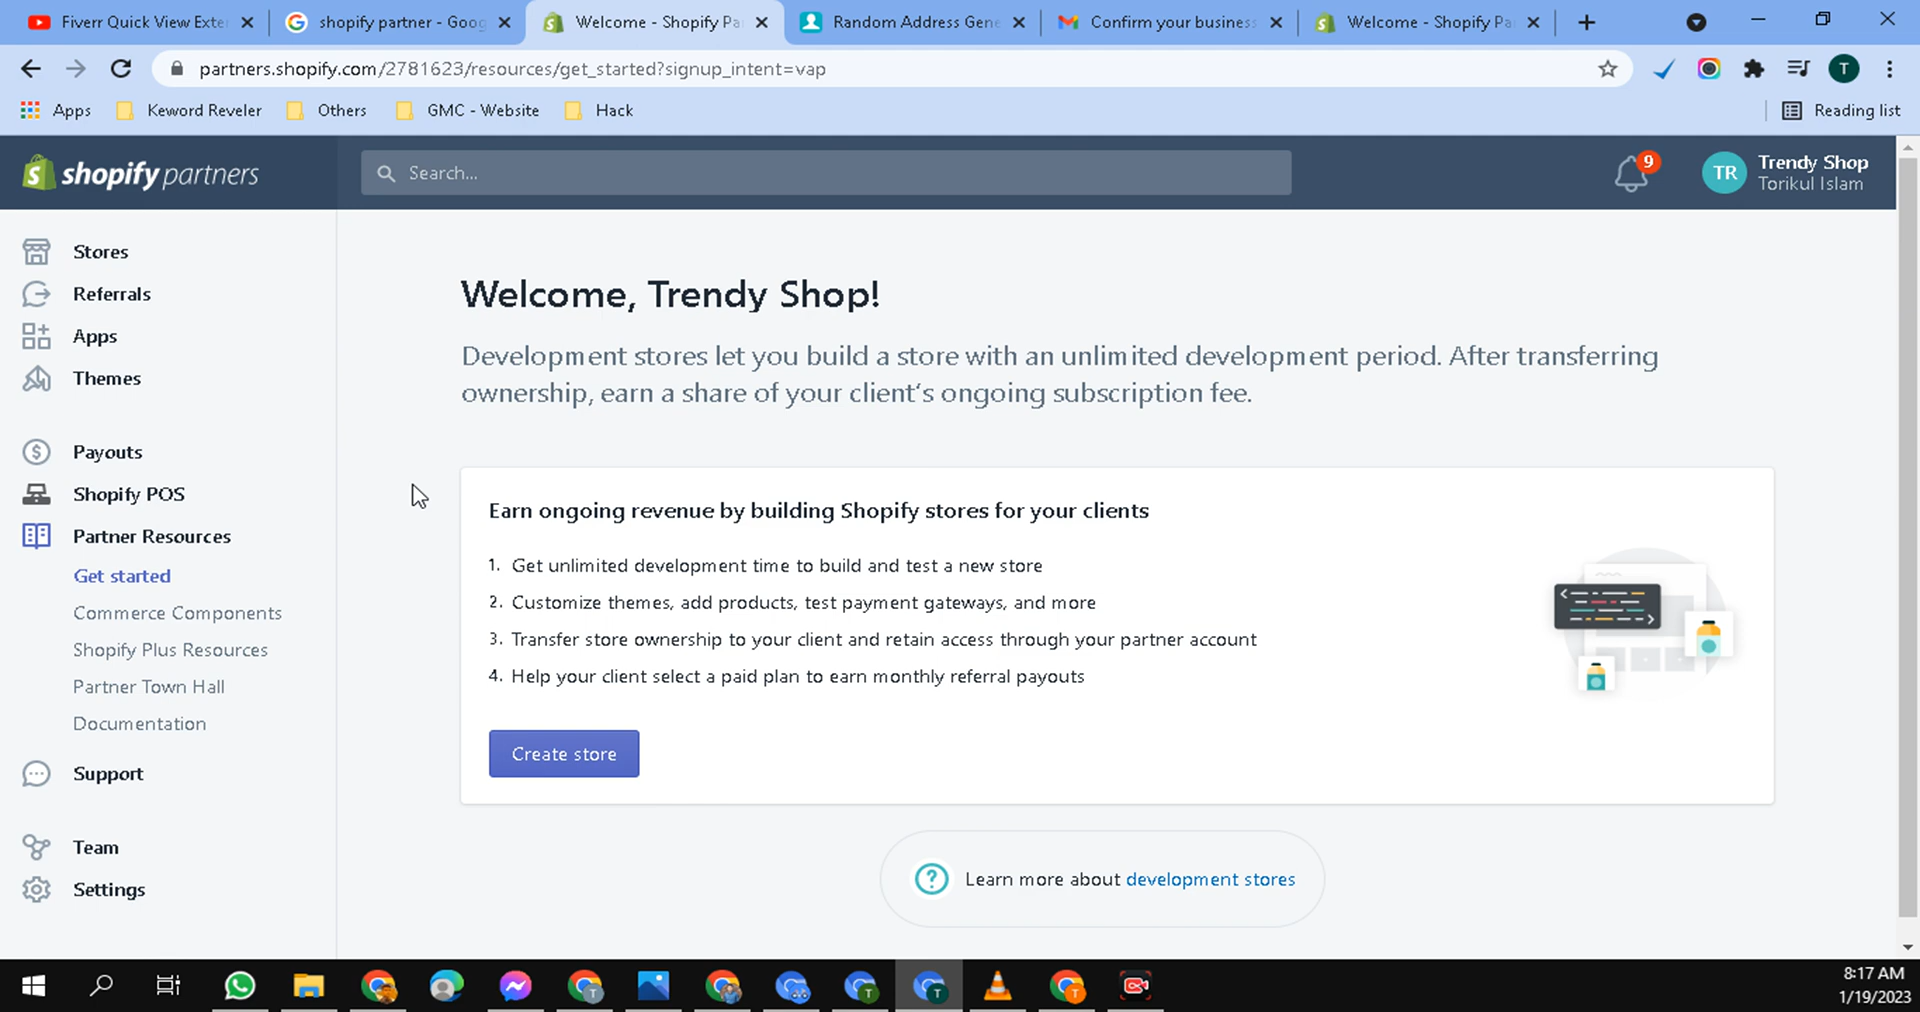 Fiverr Quick View Exte
shopify partner - Goog
Welcome - Shopify Pa
Random Address Gene
Confirm your business
Welcome - Shopify Pa
partners.shopify.com/2781623/resources/get_started?signup_intent=vap
T
Apps
Keword Reveler
Others
GMC - Website
Hack
Reading list
shopify partners
Search...
9
TR
Trendy Shop
Torikul Islam
Stores
Referrals
Apps
Themes
Payouts
Shopify POS
Partner Resources
Get started
Commerce Components
Shopify Plus Resources
Partner Town Hall
Documentation
Support
Team
Settings
Welcome, Trendy Shop!
Development stores let you build a store with an unlimited development period. After transferring
ownership, earn a share of your client's ongoing subscription fee.
Earn ongoing revenue by building Shopify stores for your clients
1. Get unlimited development time to build and test a new store
2. Customize themes, add products, test payment gateways, and more
3. Transfer store ownership to your client and retain access through your partner account
4. Help your client select a paid plan to earn monthly referral payouts
Create store
Learn more about development stores
8:17 AM
1/19/2023